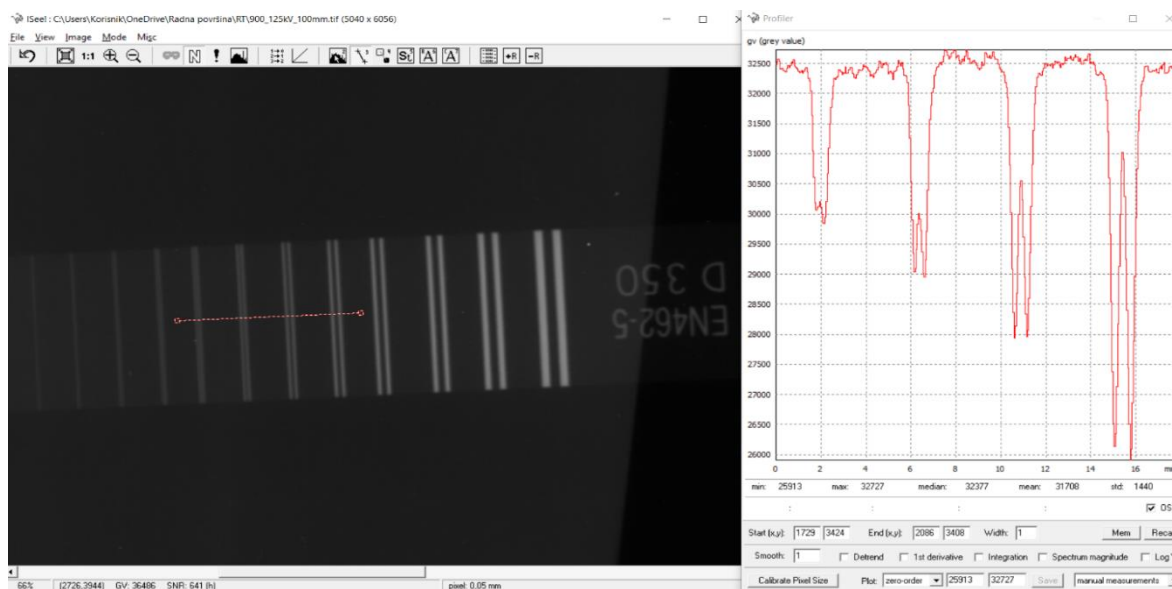 ISee! : C:\Users\Korisnik\OneDrive\Radna površina\RT\900_125kV_100mm.tif (5040 x 6056)
File View Image Mode Misc
1:1 N ! St A A +R -R
D 350
EN462-5
66% (2726,3944) GV: 36486 SNR: 641 (h) pixel: 0.05 mm
Profiler
gv (grey value)
32500
32000
31500
31000
30500
30000
29500
29000
28500
28000
27500
27000
26500
26000
0 2 4 6 8 10 12 14 16
min: 25913 max: 32727 median: 32377 mean: 31708 std: 1440
: : : :
Start (x,y): 1729 3424 End (x,y): 2086 3408 Width: 1 Mem
Smooth: 1 Detrend 1st derivative Integration Spectrum magnitude
Calibrate Pixel Size Plot: zero-order 25913 32727 Save manual measurements